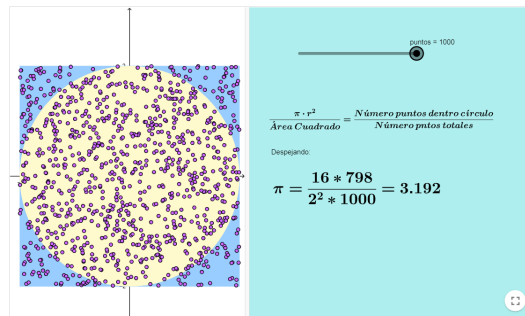 puntos = 1000
π · r² / Área Cuadrado = Número puntos dentro círculo / Número pntos totales
Despejando:
π = 16 * 798 / 2² * 1000 = 3.192